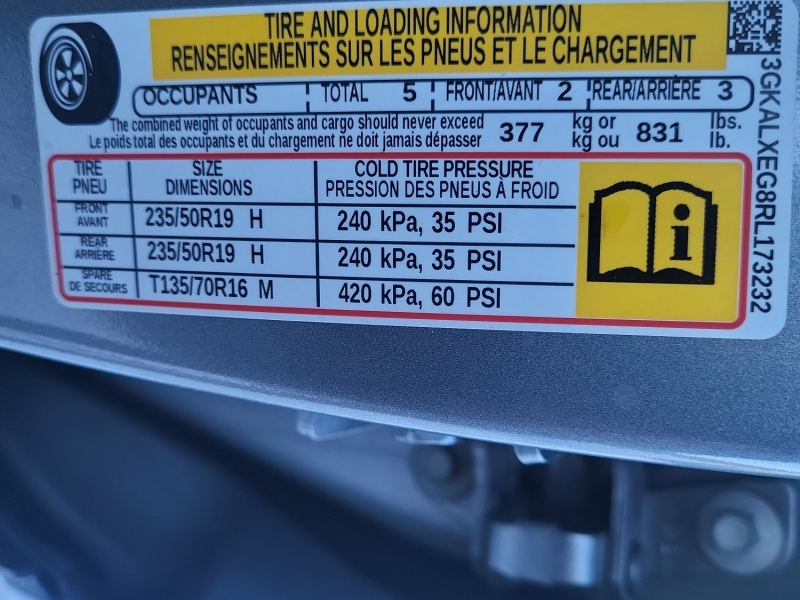 TIRE AND LOADING INFORMATION
RENSEIGNEMENTS SUR LES PNEUS ET LE CHARGEMENT
OCCUPANTS TOTAL 5 FRONT/AVANT 2 REAR/ARRIÈRE 3
The combined weight of occupants and cargo should never exceed 377 kg or 831 lbs.
Le poids total des occupants et du chargement ne doit jamais dépasser kg ou lb.
TIRE SIZE COLD TIRE PRESSURE
PNEU DIMENSIONS PRESSION DES PNEUS À FROID
FRONT
AVANT 235/50R19 H 240 kPa, 35 PSI
REAR
ARRIÈRE 235/50R19 H 240 kPa, 35 PSI
SPARE
DE SECOURS T135/70R16 M 420 kPa, 60 PSI
i
3GKALXEG8RL173232